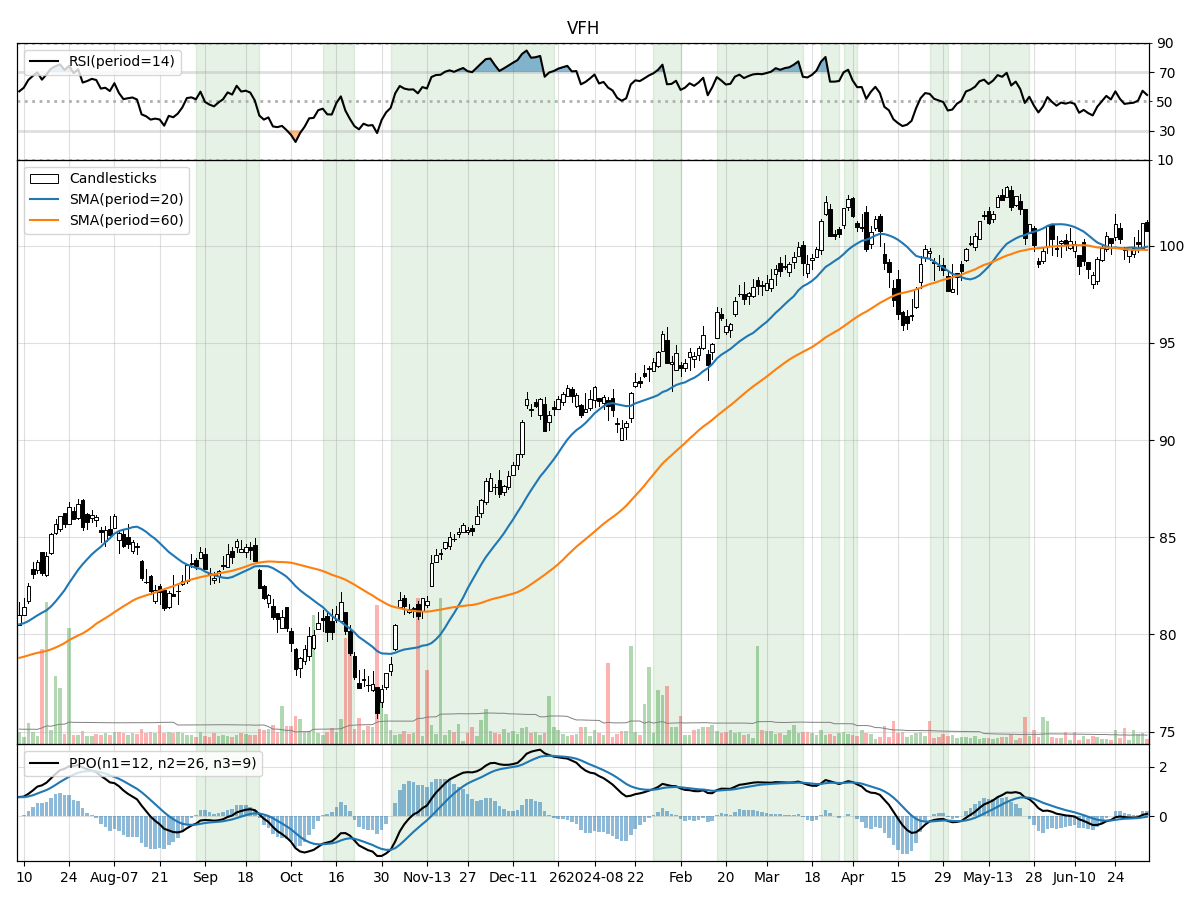 VFH
RSI(period=14)
90
70
50
30
10
Candlesticks
SMA(period=20)
SMA(period=60)
100
95
90
85
80
75
PPO(n1=12, n2=26, n3=9)
2
0
10 24 Aug-07 21 Sep 18 Oct 16 30 Nov-13 27 Dec-11 26 2024-08 22 Feb 20 Mar 18 Apr 15 29 May-13 28 Jun-10 24